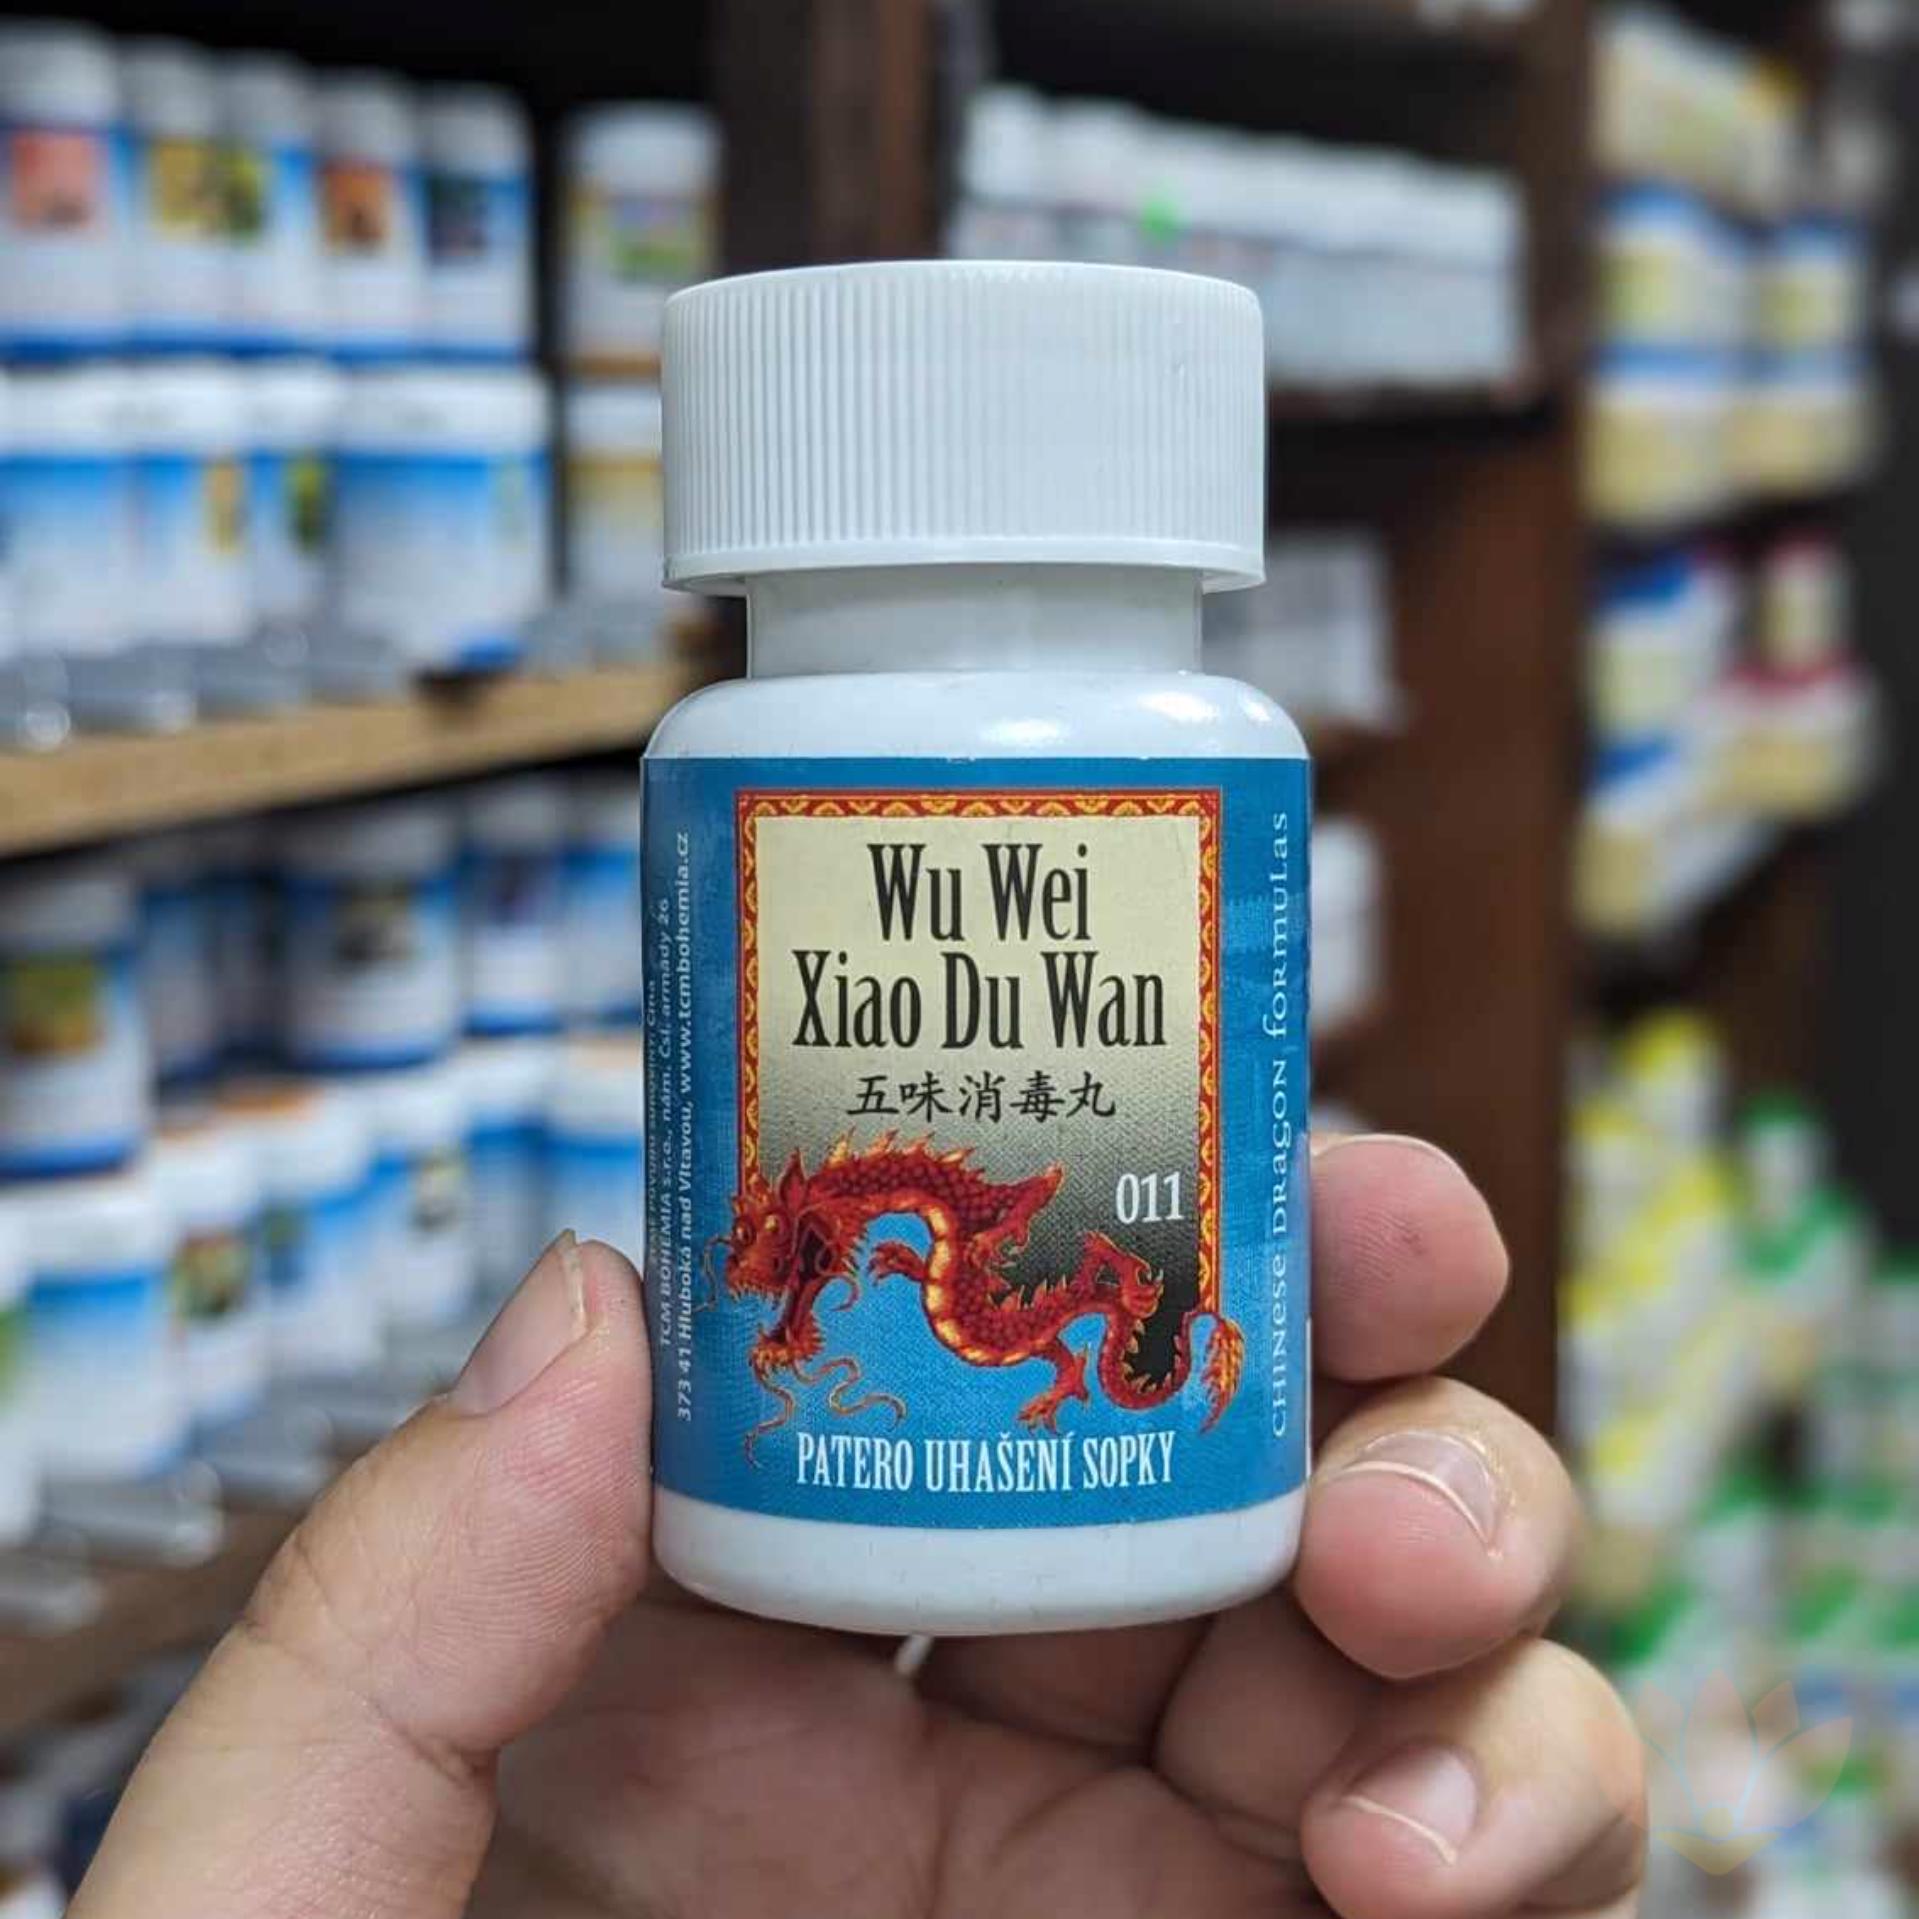 Wu Wei
Xiao Du Wan
五味消毒丸
011
PATERO UHAŠENÍ SOPKY
CHINESE DRAGON FORMULAS
TCM BOHEMIA s.r.o., nám. Čsl. armády 26
373 41 Hluboká nad Vltavou, www.tcmbohemia.cz